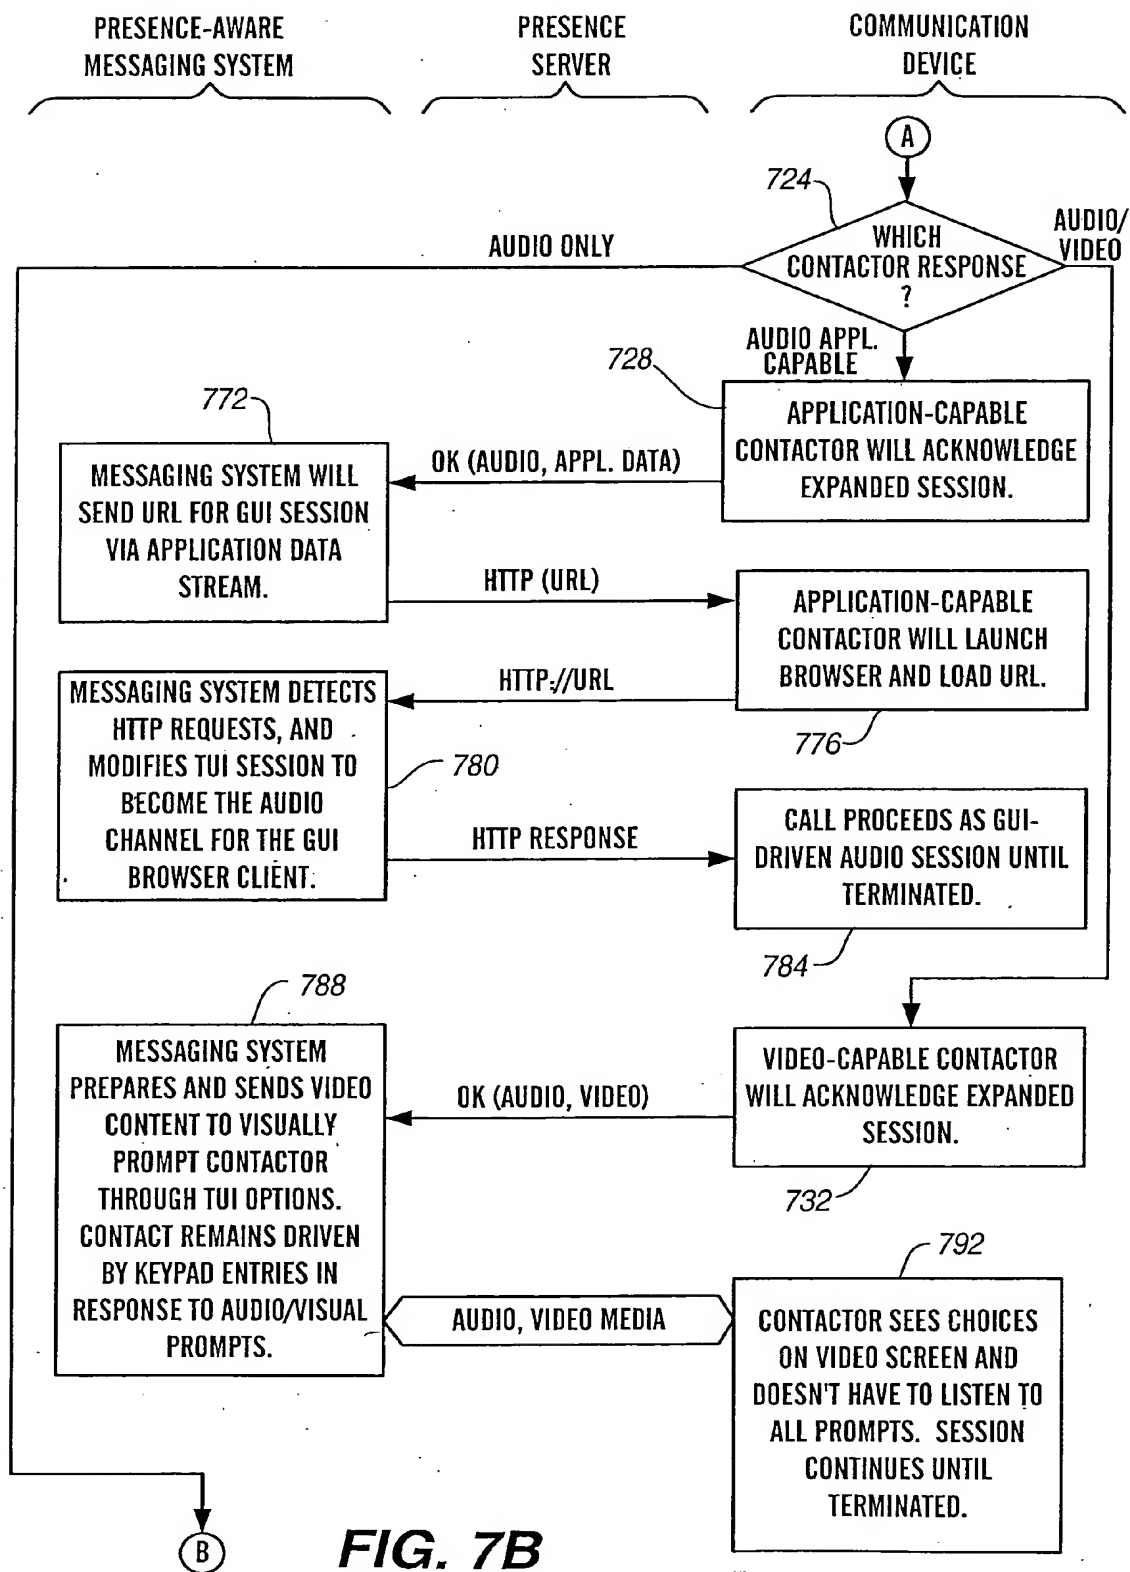 PRESENCE-AWARE
MESSAGING SYSTEM
PRESENCE
SERVER
COMMUNICATION
DEVICE
A
724
WHICH
CONTACTOR RESPONSE
?
AUDIO ONLY
AUDIO/
VIDEO
AUDIO APPL.
CAPABLE
728
APPLICATION-CAPABLE
CONTACTOR WILL ACKNOWLEDGE
EXPANDED SESSION.
OK (AUDIO, APPL. DATA)
772
MESSAGING SYSTEM WILL
SEND URL FOR GUI SESSION
VIA APPLICATION DATA
STREAM.
HTTP (URL)
APPLICATION-CAPABLE
CONTACTOR WILL LAUNCH
BROWSER AND LOAD URL.
776
HTTP://URL
MESSAGING SYSTEM DETECTS
HTTP REQUESTS, AND
MODIFIES TUI SESSION TO
BECOME THE AUDIO
CHANNEL FOR THE GUI
BROWSER CLIENT.
780
HTTP RESPONSE
CALL PROCEEDS AS GUI-
DRIVEN AUDIO SESSION UNTIL
TERMINATED.
784
788
MESSAGING SYSTEM
PREPARES AND SENDS VIDEO
CONTENT TO VISUALLY
PROMPT CONTACTOR
THROUGH TUI OPTIONS.
CONTACT REMAINS DRIVEN
BY KEYPAD ENTRIES IN
RESPONSE TO AUDIO/VISUAL
PROMPTS.
OK (AUDIO, VIDEO)
VIDEO-CAPABLE CONTACTOR
WILL ACKNOWLEDGE EXPANDED
SESSION.
732
AUDIO, VIDEO MEDIA
792
CONTACTOR SEES CHOICES
ON VIDEO SCREEN AND
DOESN'T HAVE TO LISTEN TO
ALL PROMPTS. SESSION
CONTINUES UNTIL
TERMINATED.
B
FIG. 7B